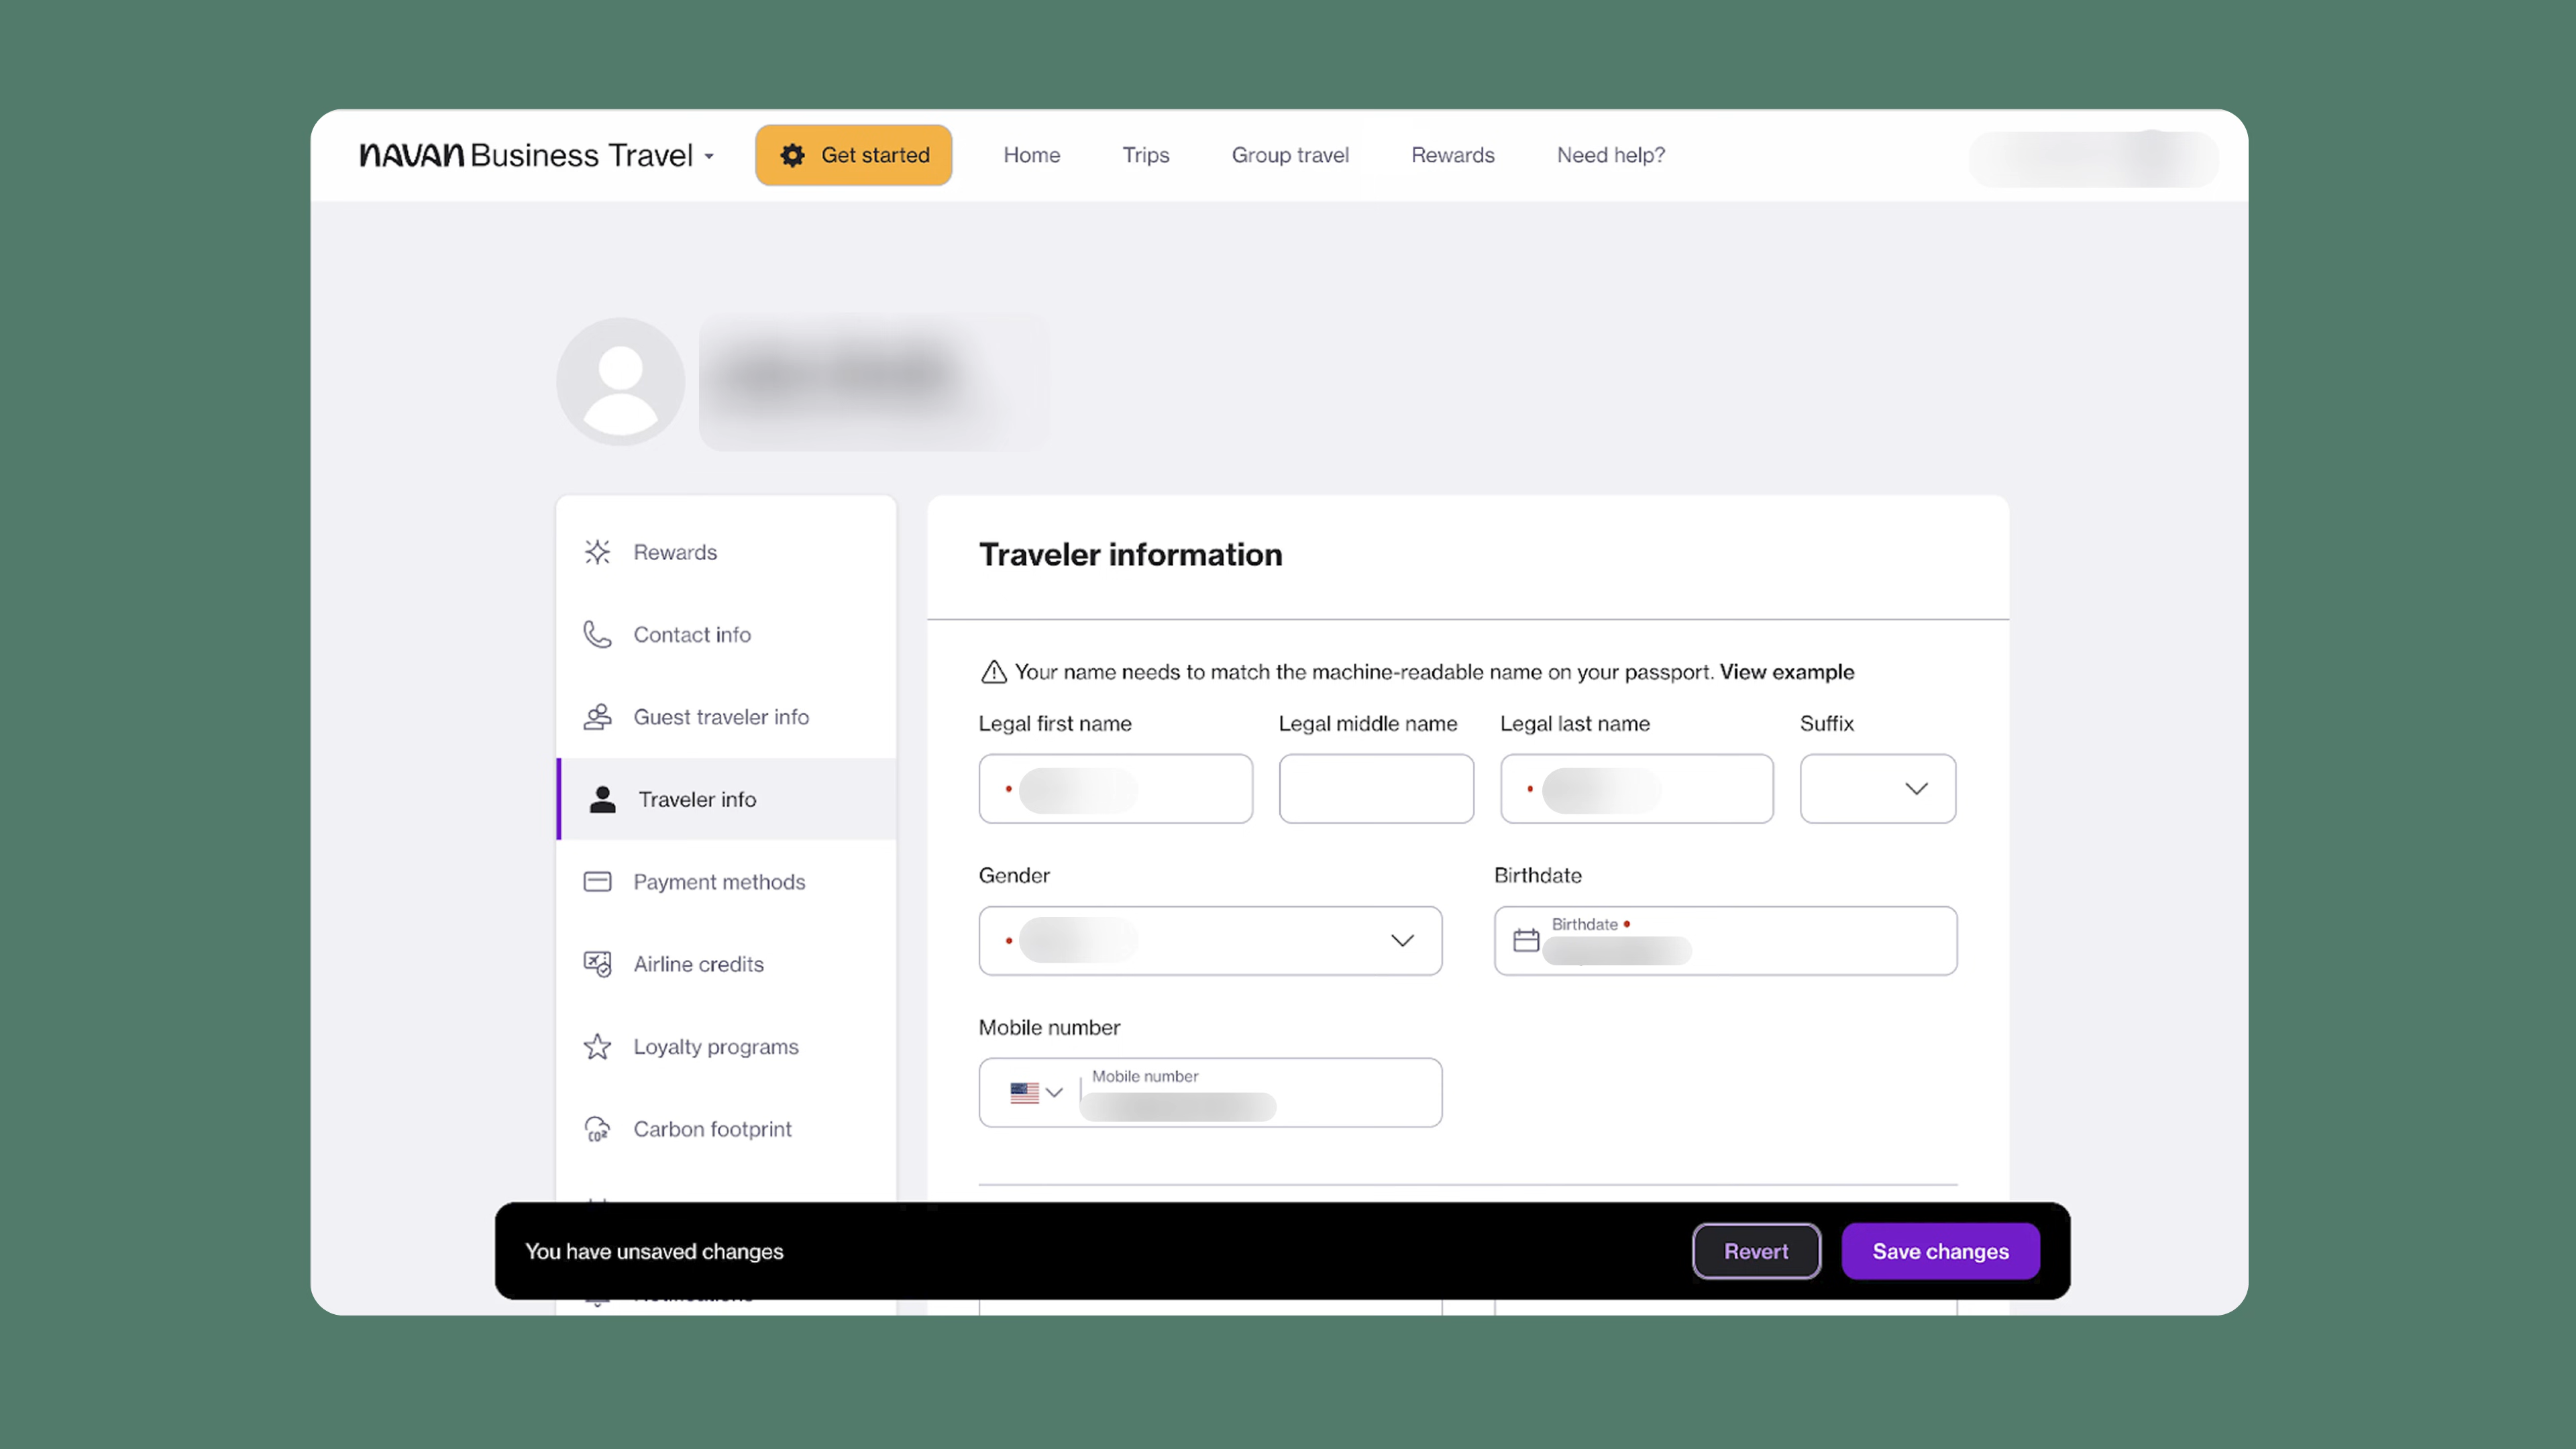 NAVAN Business Travel
Get started
Home
Trips
Group travel
Rewards
Need help?
Rewards
Contact info
Guest traveler info
Traveler info
Payment methods
Airline credits
Loyalty programs
CO2
Carbon footprint
Traveler information
Your name needs to match the machine-readable name on your passport. View example
Legal first name
Legal middle name
Legal last name
Suffix
Gender
Birthdate
Birthdate
Mobile number
Mobile number
You have unsaved changes
Revert
Save changes